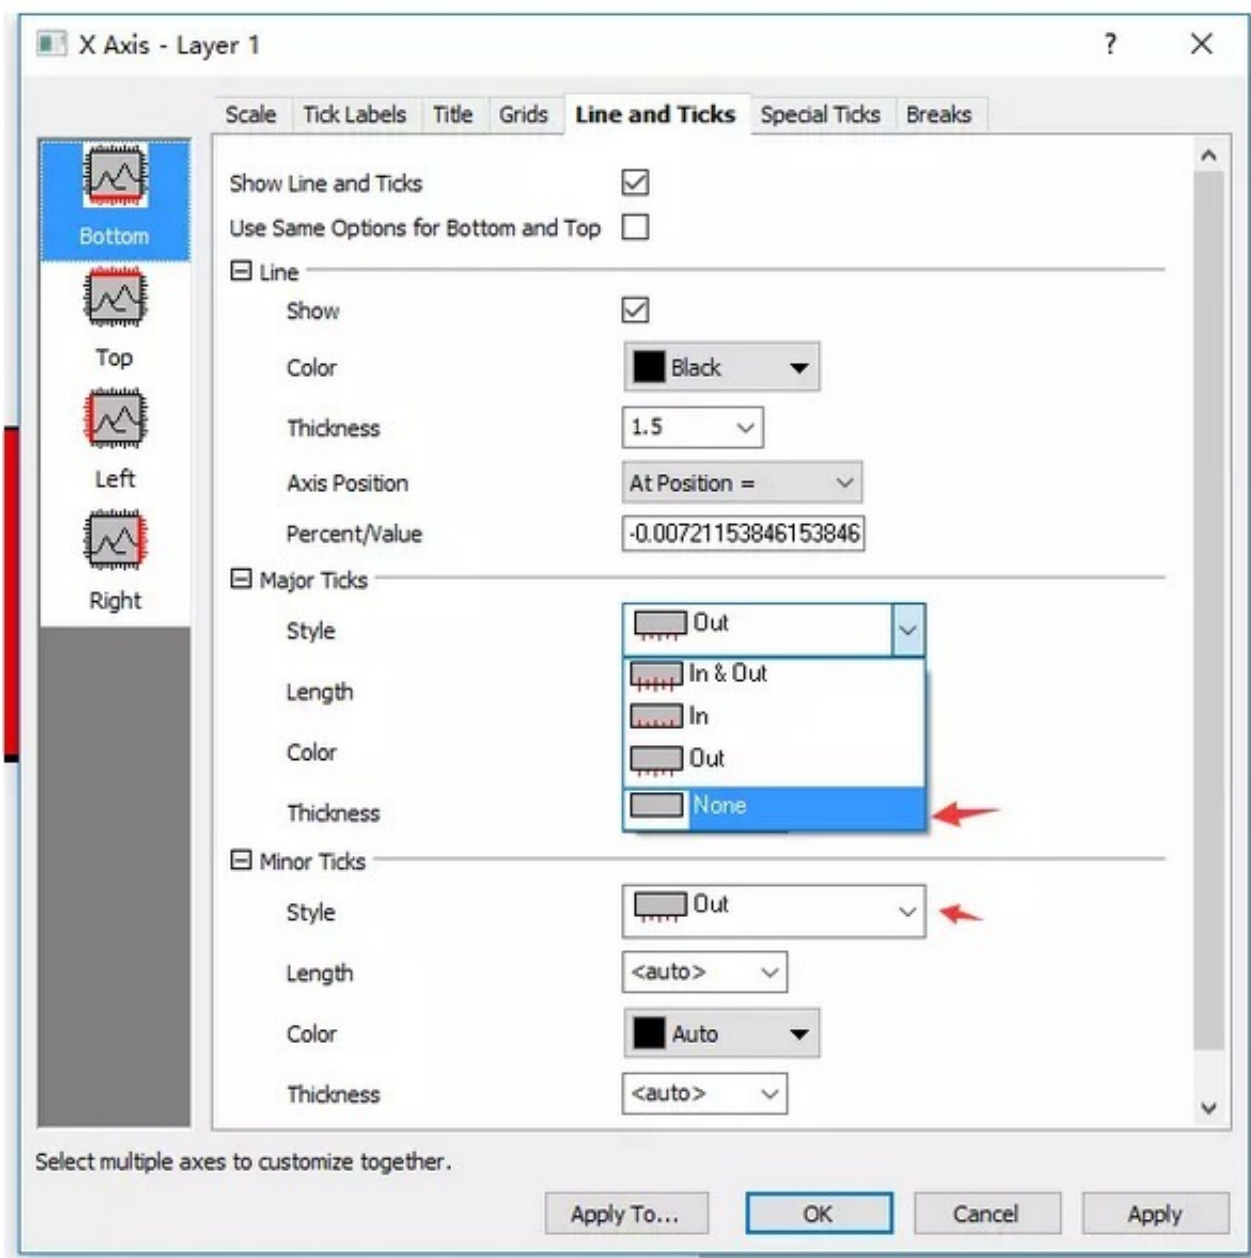 X Axis - Layer 1
?
Scale Tick Labels Title Grids Line and Ticks Special Ticks Breaks
Bottom
Top
Left
Right
Show Line and Ticks
Use Same Options for Bottom and Top
Line
Show
Color Black
Thickness 1.5
Axis Position At Position =
Percent/Value -0.00721153846153846
Major Ticks
Style Out
In & Out
Length
In
Color Out
Thickness None
Minor Ticks
Style Out
Length <auto>
Color Auto
Thickness <auto>
Select multiple axes to customize together.
Apply To... OK Cancel Apply